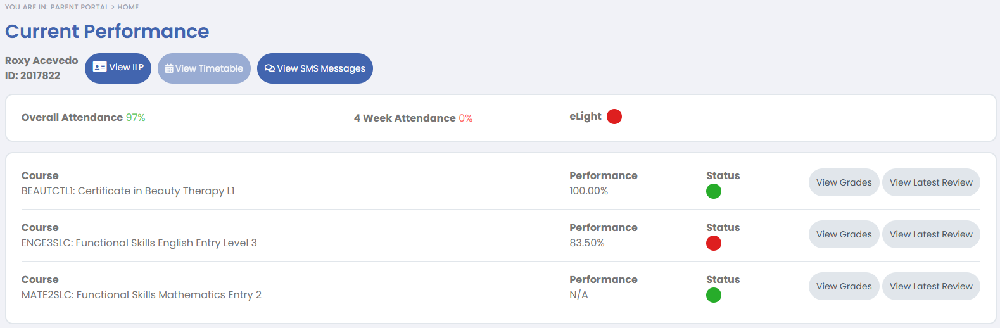 YOU ARE IN: PARENT PORTAL > HOME
Current Performance
Roxy Acevedo
ID: 2017822
View ILP
View Timetable
View SMS Messages
Overall Attendance 97%
4 Week Attendance 0%
eLight
Course
BEAUTCTL1: Certificate in Beauty Therapy L1
Performance
100.00%
Status
View Grades
View Latest Review
Course
ENGE3SLC: Functional Skills English Entry Level 3
Performance
83.50%
Status
View Grades
View Latest Review
Course
MATE2SLC: Functional Skills Mathematics Entry 2
Performance
N/A
Status
View Grades
View Latest Review